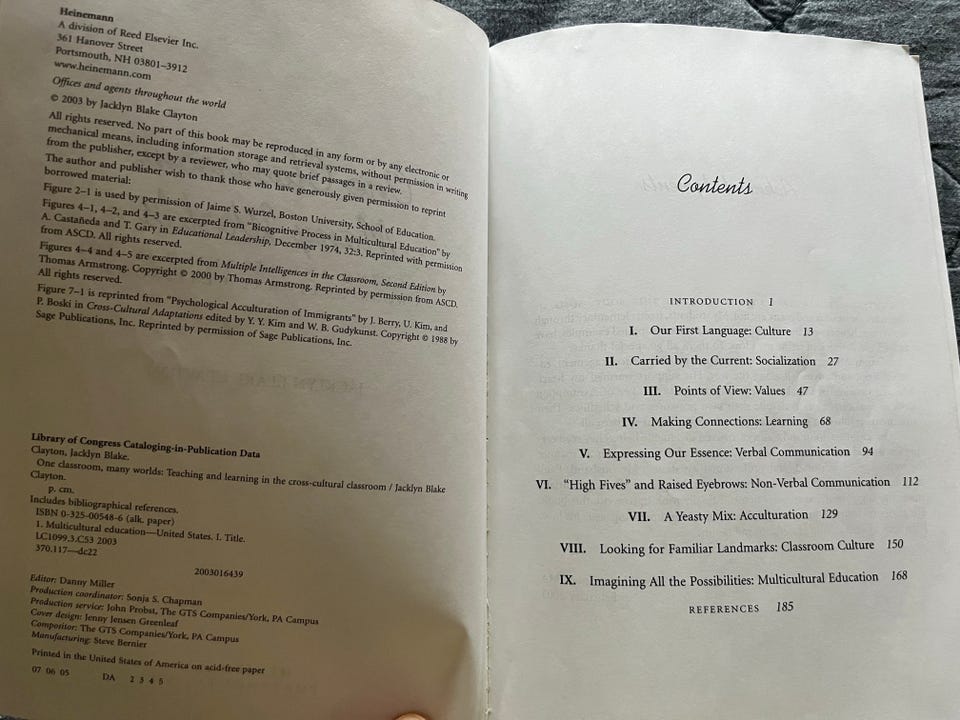 Heinemann
A division of Reed Elsevier Inc.
361 Hanover Street
Portsmouth, NH 03801–3912
www.heinemann.com
Offices and agents throughout the world
© 2003 by Jacklyn Blake Clayton
All rights reserved. No part of this book may be reproduced in any form or by any electronic or
mechanical means, including information storage and retrieval systems, without permission in writing
from the publisher, except by a reviewer, who may quote brief passages in a review.
The author and publisher wish to thank those who have generously given permission to reprint
borrowed material:
Figure 2–1 is used by permission of Jaime S. Wurzel, Boston University, School of Education.
Figures 4–1, 4–2, and 4–3 are excerpted from "Bicognitive Process in Multicultural Education" by
A. Castañeda and T. Gary in Educational Leadership, December 1974, 32:3. Reprinted with permission
from ASCD. All rights reserved.
Figures 4–4 and 4–5 are excerpted from Multiple Intelligences in the Classroom, Second Edition by
Thomas Armstrong. Copyright © 2000 by Thomas Armstrong. Reprinted by permission from ASCD.
All rights reserved.
Figure 7–1 is reprinted from "Psychological Acculturation of Immigrants" by J. Berry, U. Kim, and
P. Boski in Cross-Cultural Adaptations edited by Y. Y. Kim and W. B. Gudykunst. Copyright © 1988 by
Sage Publications, Inc. Reprinted by permission of Sage Publications, Inc.
Library of Congress Cataloging-in-Publication Data
Clayton, Jacklyn Blake.
One classroom, many worlds: Teaching and learning in the cross-cultural classroom / Jacklyn Blake
Clayton.
p. cm.
Includes bibliographical references.
ISBN 0-325-00548-6 (alk. paper)
1. Multicultural education—United States. I. Title.
LC1099.3.C53 2003
370.117—dc22
2003016439
Editor: Danny Miller
Production coordinator: Sonja S. Chapman
Production service: John Probst, The GTS Companies/York, PA Campus
Cover design: Jenny Jensen Greenleaf
Compositor: The GTS Companies/York, PA Campus
Manufacturing: Steve Bernier
Printed in the United States of America on acid-free paper
07 06 05 DA 2 3 4 5
Contents
INTRODUCTION 1
I. Our First Language: Culture 13
II. Carried by the Current: Socialization 27
III. Points of View: Values 47
IV. Making Connections: Learning 68
V. Expressing Our Essence: Verbal Communication 94
VI. "High Fives" and Raised Eyebrows: Non-Verbal Communication 112
VII. A Yeasty Mix: Acculturation 129
VIII. Looking for Familiar Landmarks: Classroom Culture 150
IX. Imagining All the Possibilities: Multicultural Education 168
REFERENCES 185